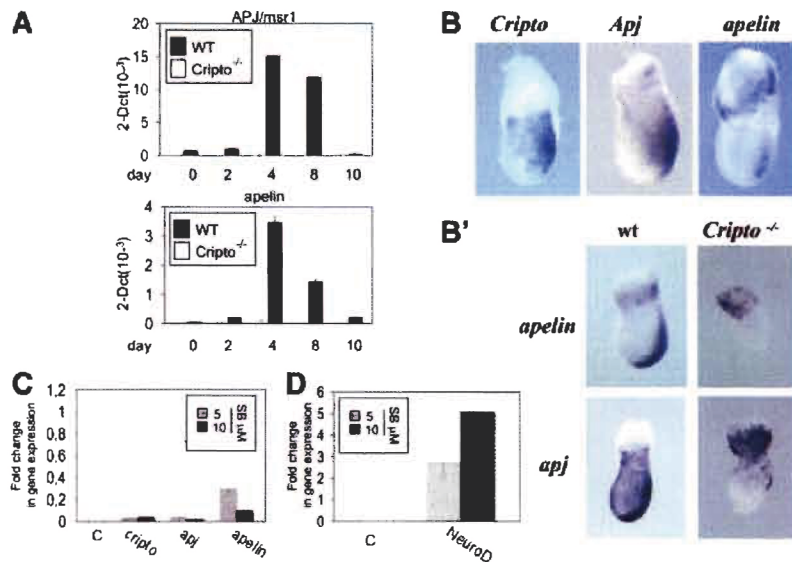 A
APJ/msr1
2-Dct(10⁻³)
20
15
10
5
0
WT
Cripto⁻/⁻
day 0 2 4 8 10
apelin
2-Dct(10⁻³)
4
3
2
1
0
WT
Cripto⁻/⁻
day 0 2 4 8 10
B
Cripto Apj apelin
B'
wt Cripto ⁻/⁻
apelin
apj
C
Fold change
in gene expression
1.2
1
0.8
0.6
0.4
0.2
0
5
10
SB µM
C cripto apj apelin
D
Fold change
in gene expression
6
5
4
3
2
1
0
5
10
SB µM
C NeuroD